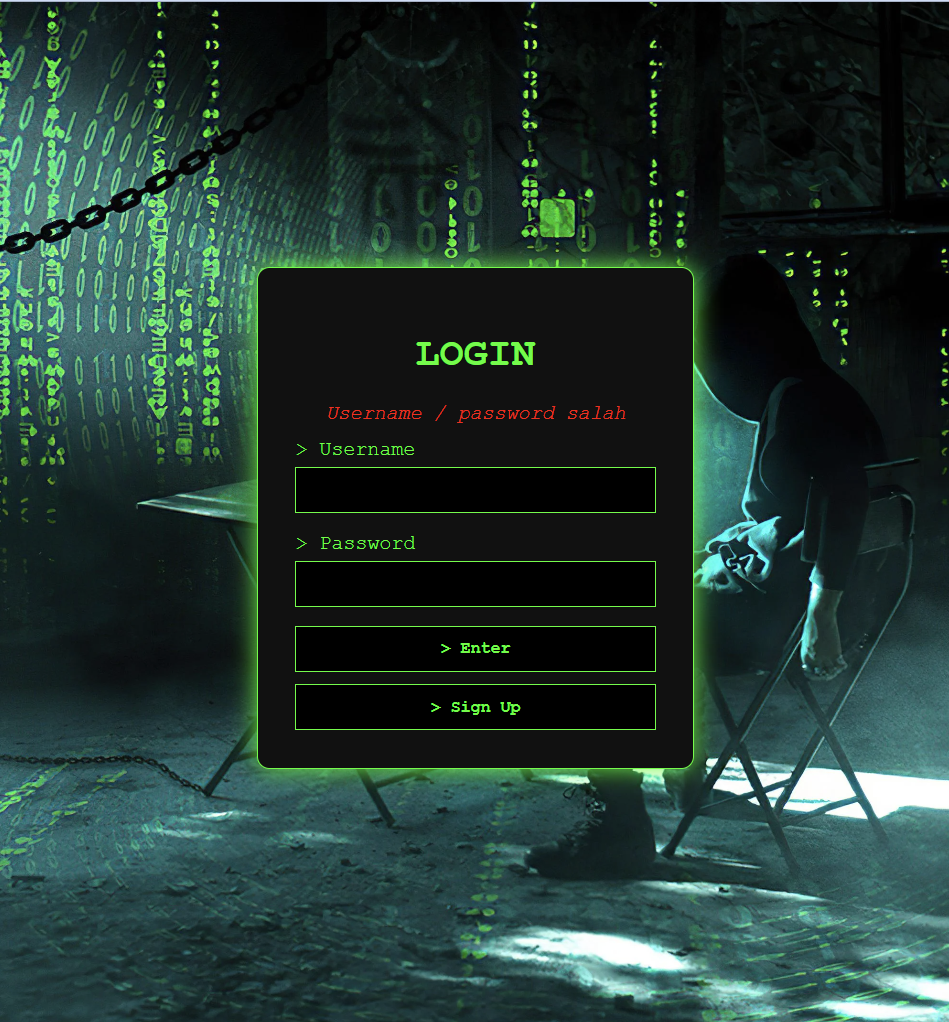 LOGIN
Username / password salah
> Username
> Password
> Enter
> Sign Up